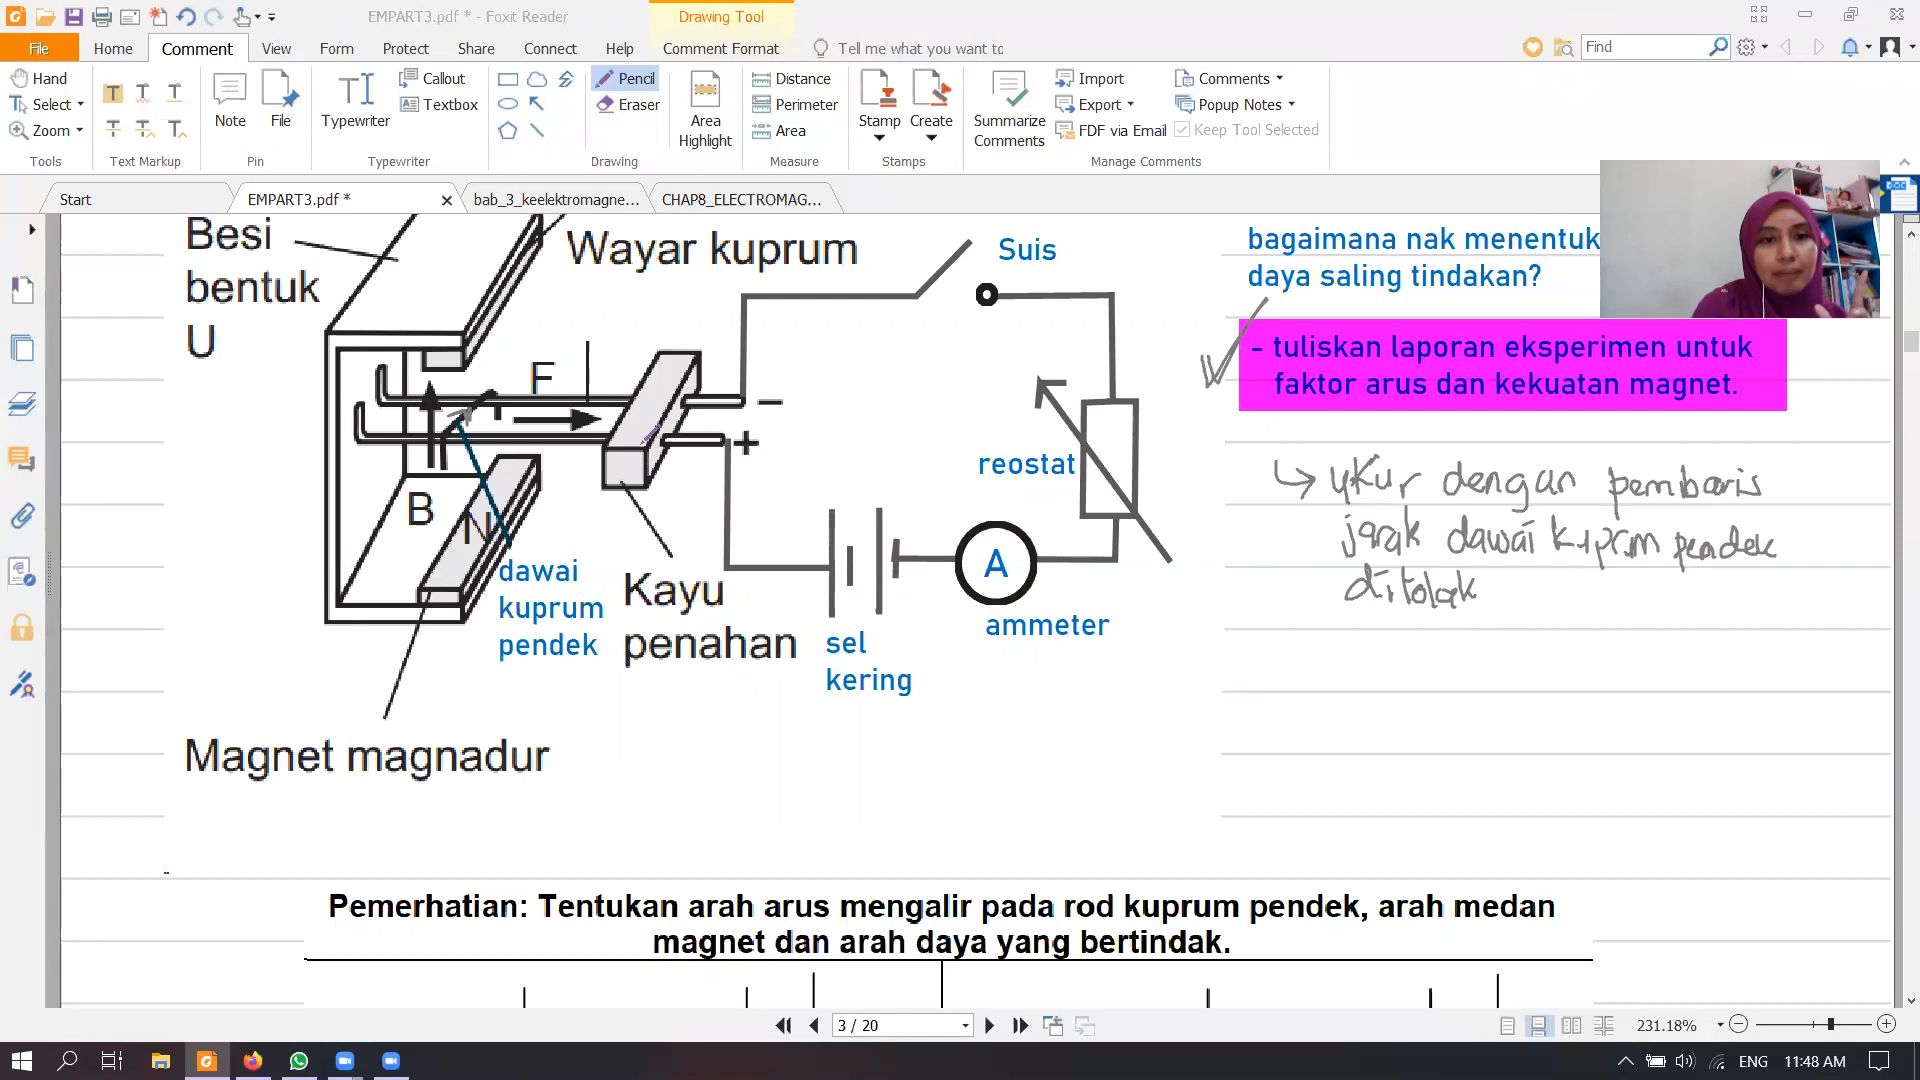 EMPART3.pdf * - Foxit Reader
Drawing Tool
File
Home
Comment
View
Form
Protect
Share
Connect
Help
Comment Format
Tell me what you want to
Find
Hand
Select
Zoom
Tools
Text Markup
Note
File
Pin
Typewriter
Callout
Textbox
Typewriter
Pencil
Eraser
Drawing
Area
Highlight
Distance
Perimeter
Area
Measure
Stamp
Create
Stamps
Summarize
Comments
Import
Export
FDF via Email
Comments
Popup Notes
Keep Tool Selected
Manage Comments
Start
EMPART3.pdf *
bab_3_keelektromagne...
CHAP8_ELECTROMAG...
Besi
bentuk
U
Wayar kuprum
Suis
F
I
−
+
B
N
reostat
dawai
kuprum
pendek
Kayu
penahan
sel
kering
A
ammeter
Magnet magnadur
bagaimana nak menentuk
daya saling tindakan?
- tuliskan laporan eksperimen untuk
faktor arus dan kekuatan magnet.
ukur dengan pembaris
jarak dawai kuprum pendek
ditolak
Pemerhatian: Tentukan arah arus mengalir pada rod kuprum pendek, arah medan
magnet dan arah daya yang bertindak.
3 / 20
231.18%
ENG
11:48 AM